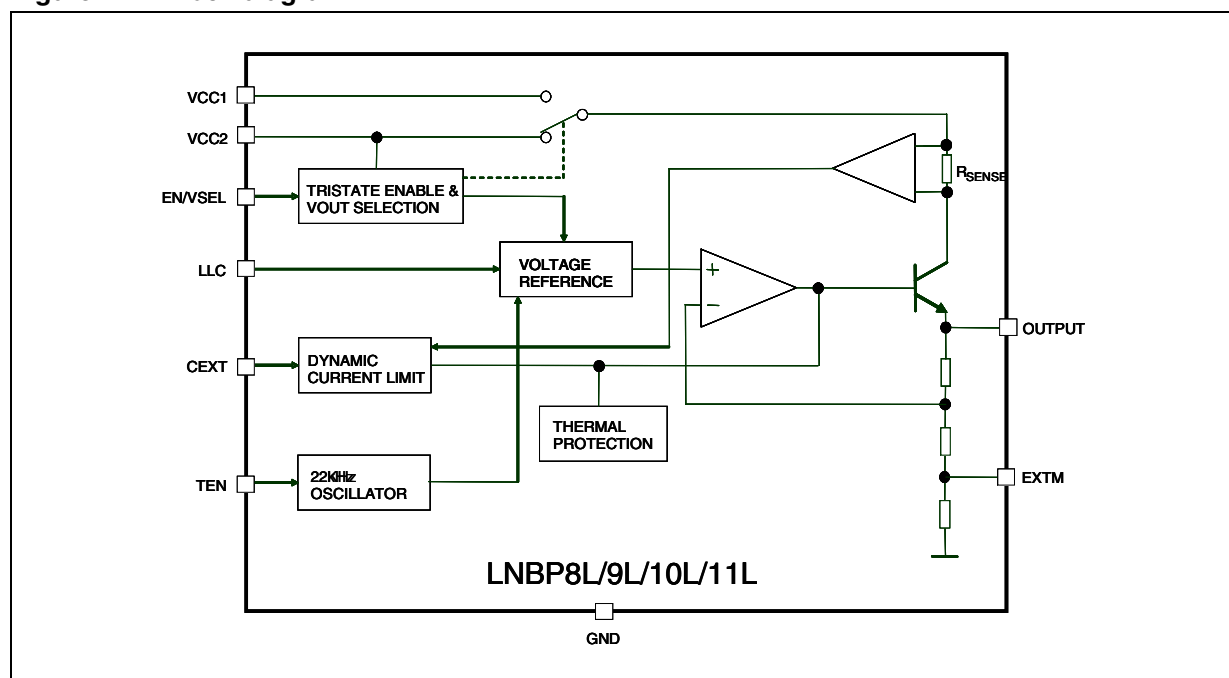 VCC1
VCC2
EN/VSEL
TRISTATE ENABLE &
VOUT SELECTION
RSENSE
LLC
VOLTAGE
REFERENCE
+
−
OUTPUT
CEXT
DYNAMIC
CURRENT LIMIT
THERMAL
PROTECTION
TEN
22KHz
OSCILLATOR
EXTM
LNBP8L/9L/10L/11L
GND